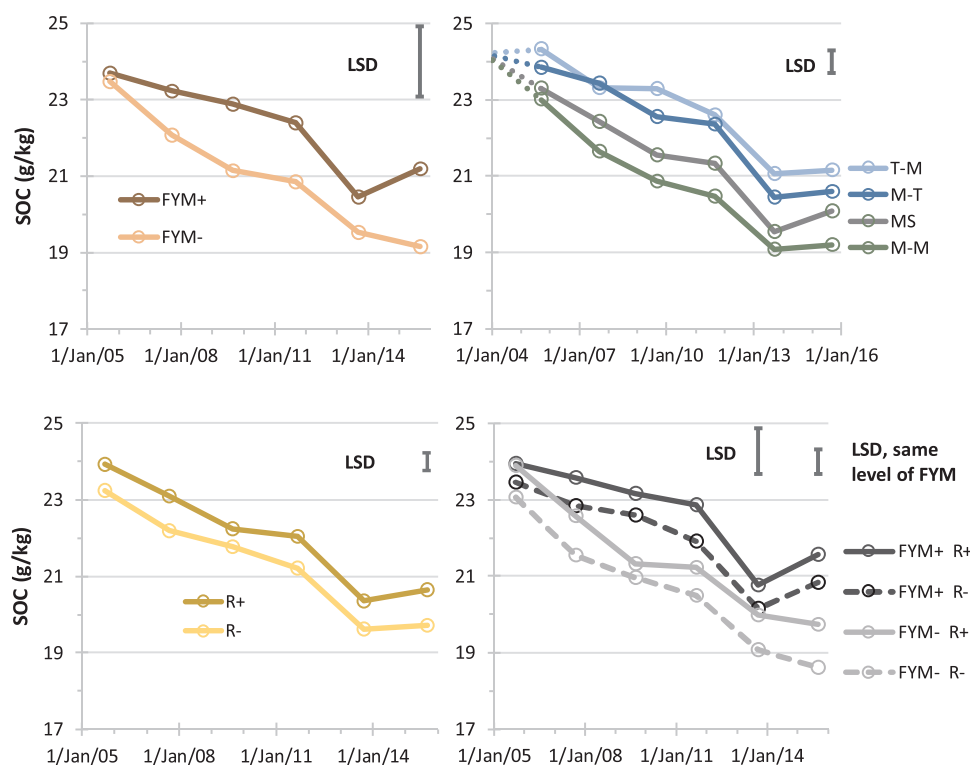 25
23
21
19
17
SOC (g/kg)
LSD
FYM+
FYM-
1/Jan/05 1/Jan/08 1/Jan/11 1/Jan/14
25
23
21
19
17
LSD
T-M
M-T
MS
M-M
1/Jan/04 1/Jan/07 1/Jan/10 1/Jan/13 1/Jan/16
25
23
21
19
17
SOC (g/kg)
LSD
R+
R-
1/Jan/05 1/Jan/08 1/Jan/11 1/Jan/14
25
23
21
19
17
LSD
LSD, same
level of FYM
FYM+ R+
FYM+ R-
FYM- R+
FYM- R-
1/Jan/05 1/Jan/08 1/Jan/11 1/Jan/14